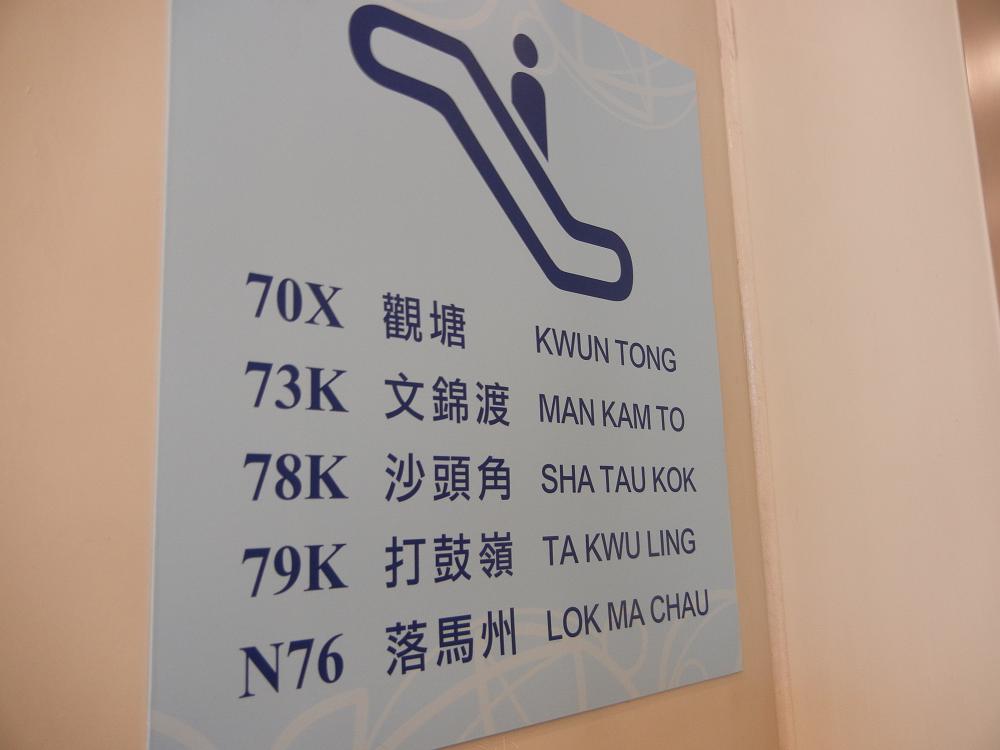 70X 觀塘 KWUN TONG
73K 文錦渡 MAN KAM TO
78K 沙頭角 SHA TAU KOK
79K 打鼓嶺 TA KWU LING
N76 落馬州 LOK MA CHAU